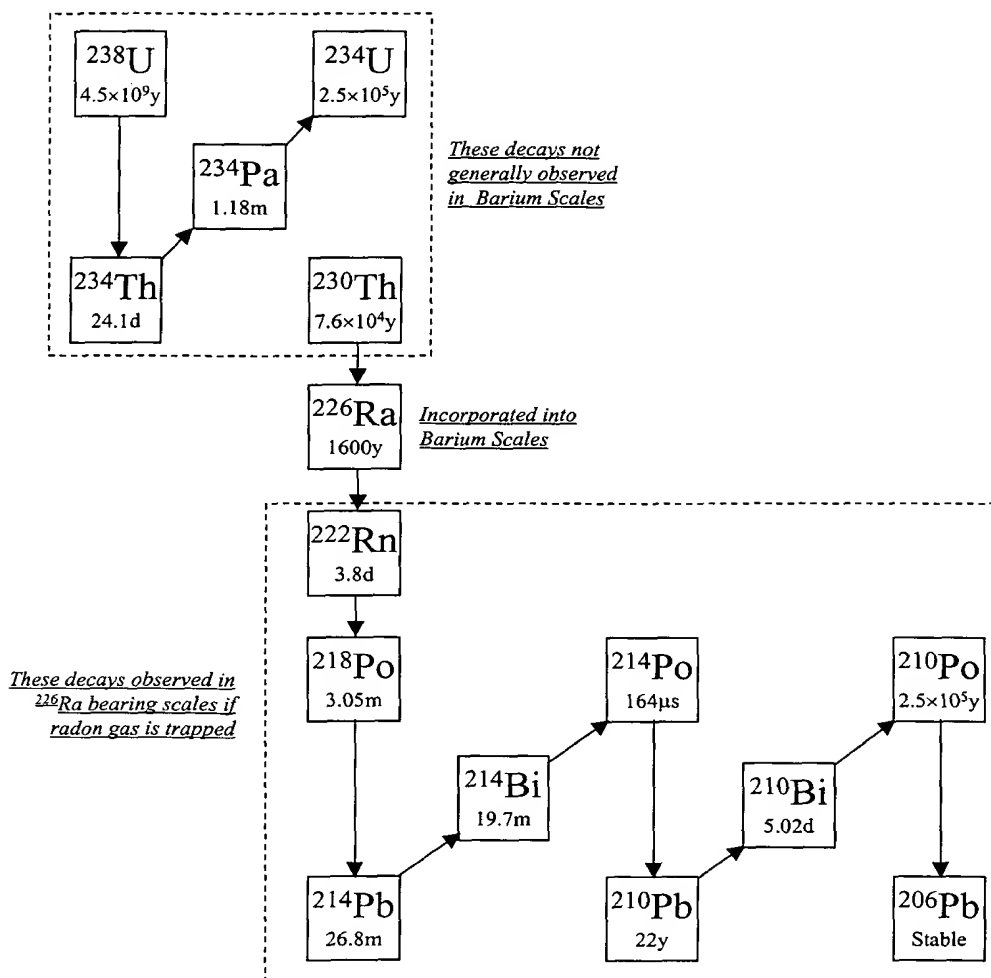 ²³⁸U
4.5×10⁹y
²³⁴U
2.5×10⁵y
²³⁴Pa
1.18m
These decays not
generally observed
in Barium Scales
²³⁴Th
24.1d
²³⁰Th
7.6×10⁴y
²²⁶Ra
1600y
Incorporated into
Barium Scales
²²²Rn
3.8d
These decays observed in
²²⁶Ra bearing scales if
radon gas is trapped
²¹⁸Po
3.05m
²¹⁴Po
164μs
²¹⁰Po
2.5×10⁵y
²¹⁴Bi
19.7m
²¹⁰Bi
5.02d
²¹⁴Pb
26.8m
²¹⁰Pb
22y
²⁰⁶Pb
Stable